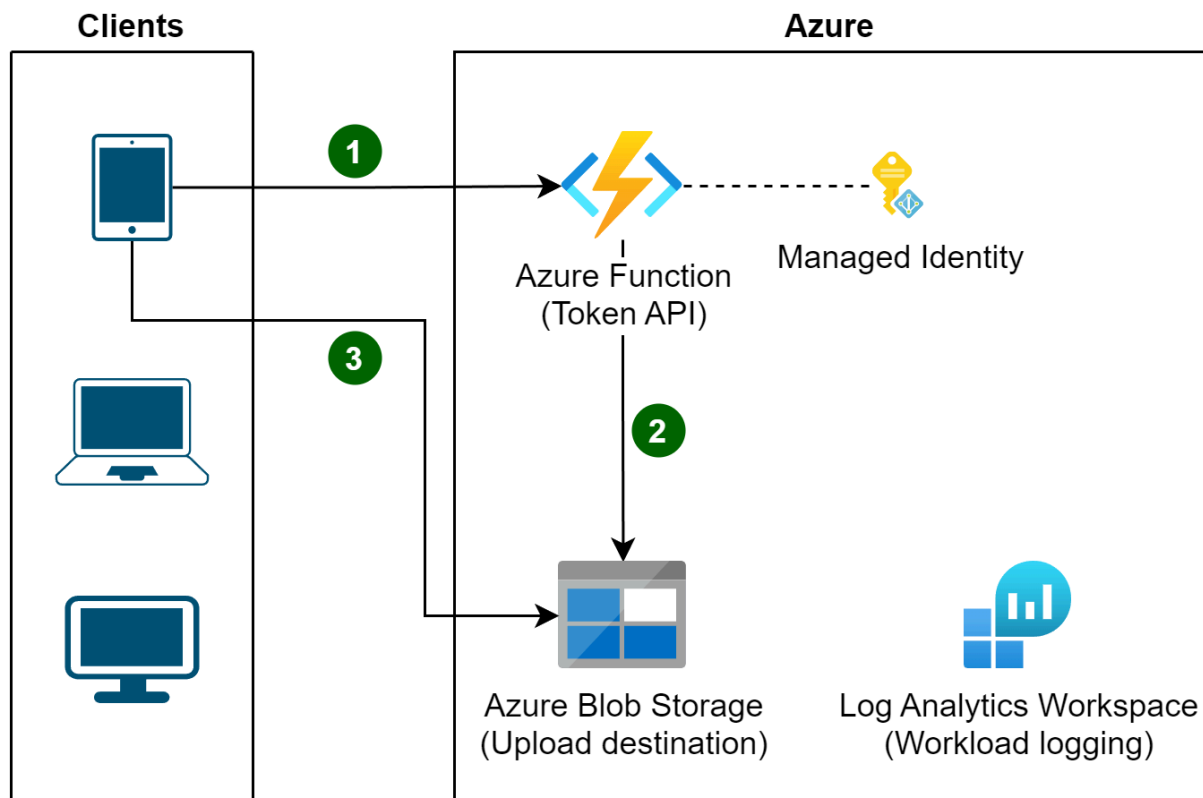 Clients
Azure
1
Managed Identity
Azure Function
(Token API)
3
2
Azure Blob Storage
(Upload destination)
Log Analytics Workspace
(Workload logging)